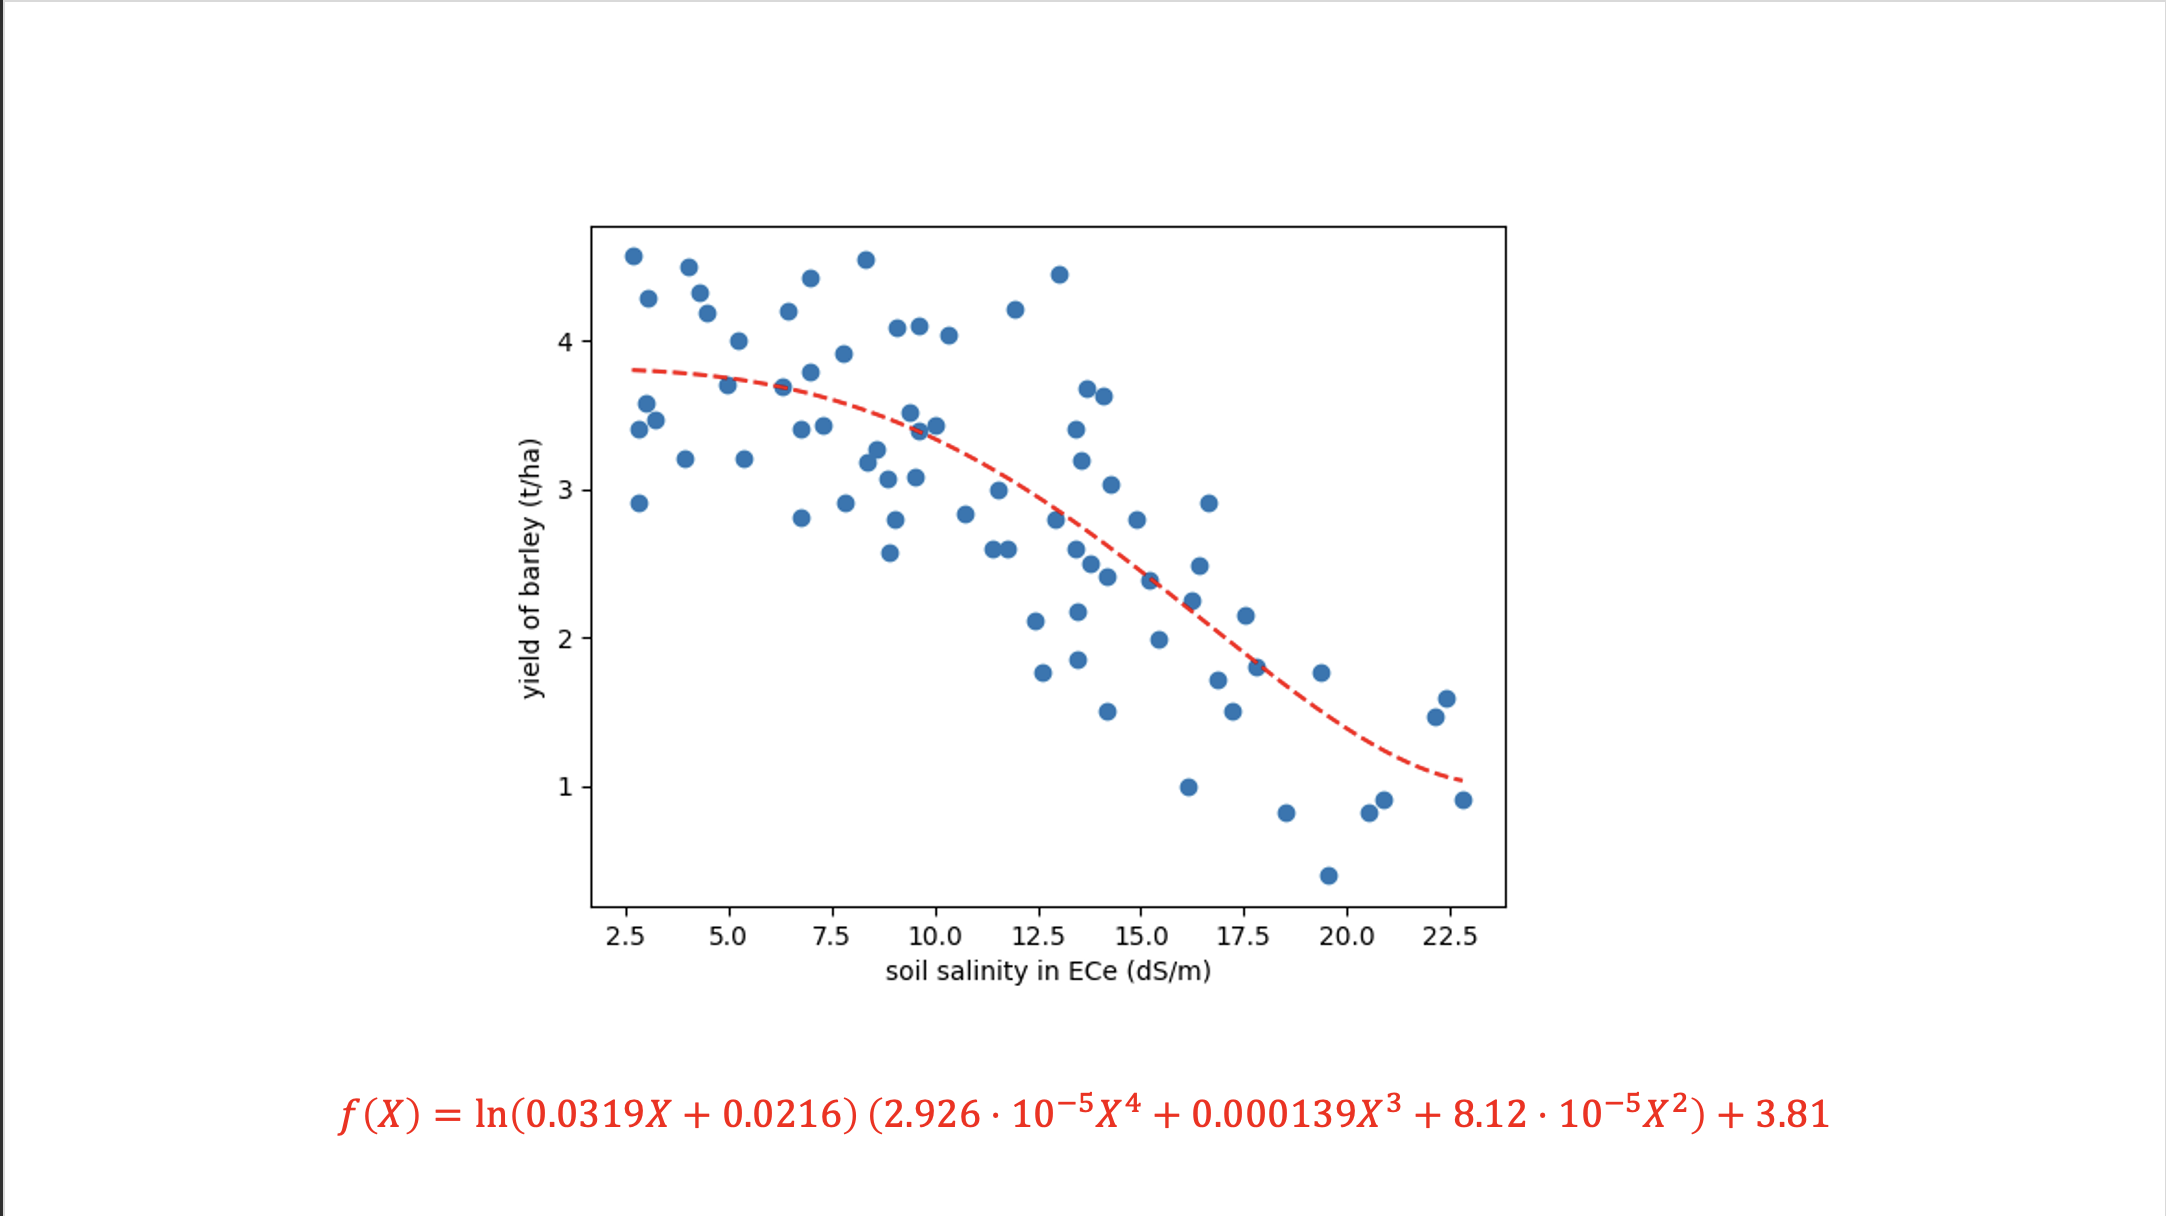 4
3
2
1
yield of barley (t/ha)
2.5 5.0 7.5 10.0 12.5 15.0 17.5 20.0 22.5
soil salinity in ECe (dS/m)
f(X) = ln(0.0319X + 0.0216) (2.926 · 10⁻⁵X⁴ + 0.000139X³ + 8.12 · 10⁻⁵X²) + 3.81